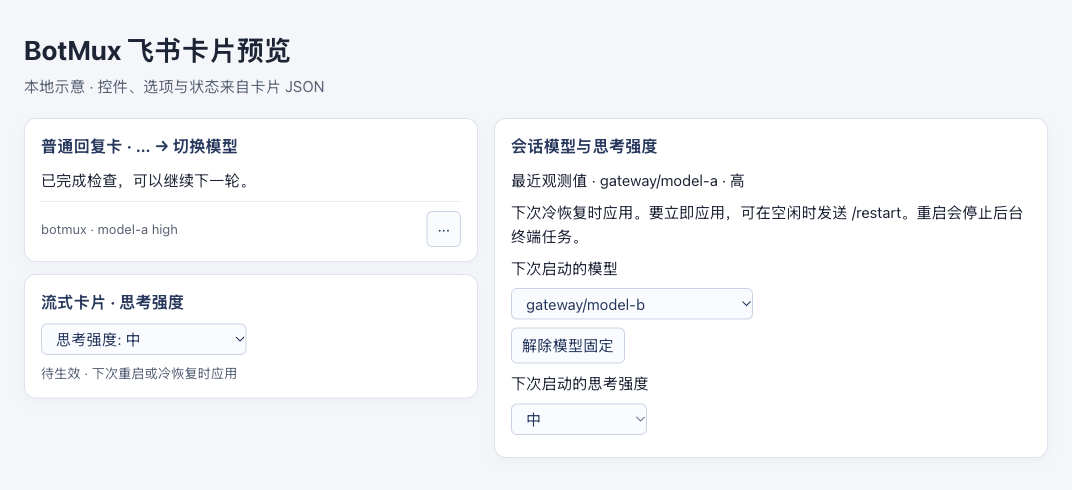 BotMux 飞书卡片预览
本地示意 · 控件、选项与状态来自卡片 JSON
普通回复卡 · ... → 切换模型
已完成检查，可以继续下一轮。
botmux · model-a high
...
流式卡片 · 思考强度
思考强度: 中
待生效 · 下次重启或冷恢复时应用
会话模型与思考强度
最近观测值 · gateway/model-a · 高
下次冷恢复时应用。要立即应用，可在空闲时发送 /restart。重启会停止后台
终端任务。
下次启动的模型
gateway/model-b
解除模型固定
下次启动的思考强度
中